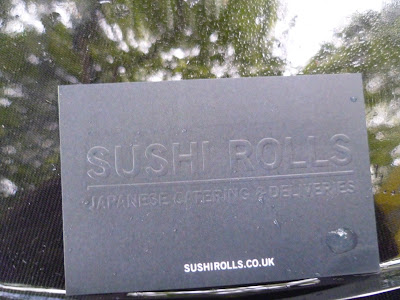 SUSHI ROLLS
JAPANESE CATERING & DELIVERIES
SUSHIROLLS.CO.UK